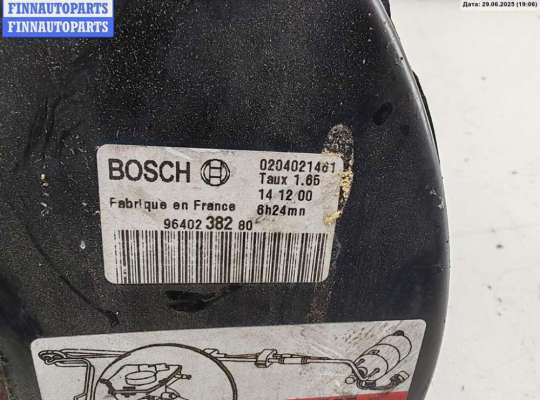 FINNAUTOPARTS
FINNAUTOPARTS
Дата: 29.06.2025 (19:06)
BOSCH 0204021461
Taux 1.65
14 12 00
Fabrique en France 6h24mn
96402 382 80